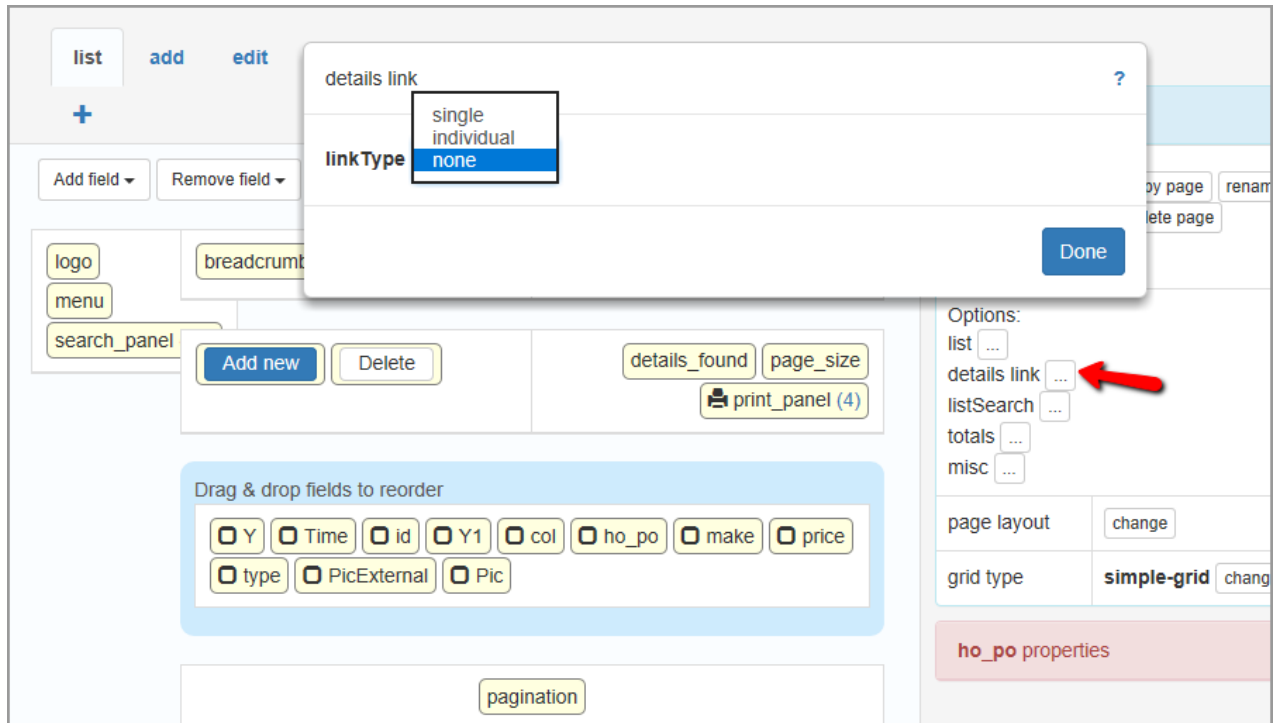 list add edit
+
details link ?
single
individual
none
linkType
Done
Add field Remove field
logo
menu
search_panel
Options:
list ...
details link ...
listSearch ...
totals ...
misc ...
Add new Delete
details_found page_size
print_panel (4)
Drag & drop fields to reorder
Y Time id Y1 col ho_po make price
type PicExternal Pic
pagination
page layout change
grid type simple-grid
ho_po properties